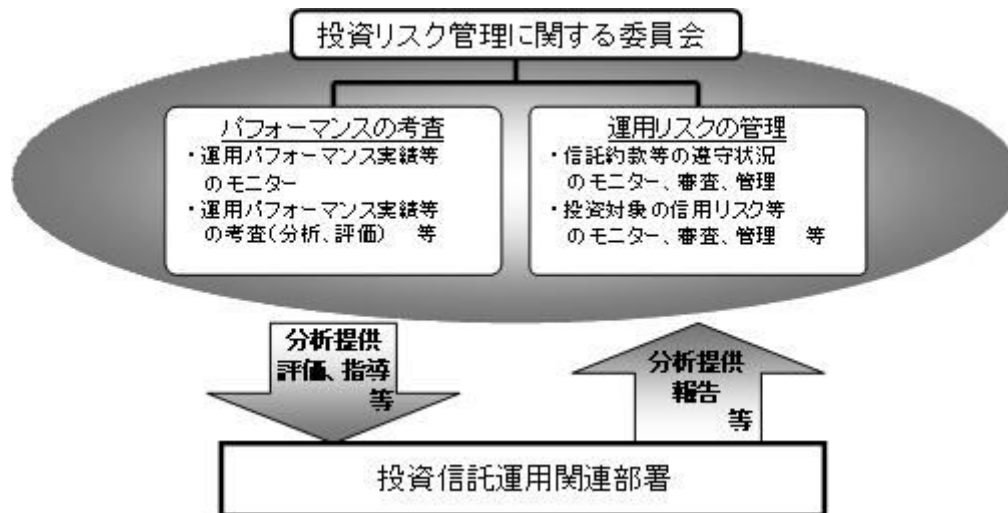 投資リスク管理に関する委員会
パフォーマンスの考査
・運用パフォーマンス実績等
のモニター
・運用パフォーマンス実績等
の考査(分析、評価) 等
運用リスクの管理
・信託約款等の遵守状況
のモニター、審査、管理
・投資対象の信用リスク等
のモニター、審査、管理 等
分析提供
評価、指導
等
分析提供
報告
等
投資信託運用関連部署